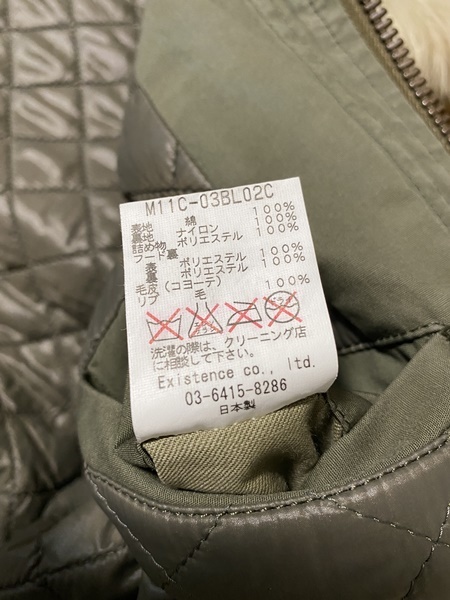 M11C-03BL02C
表地 綿 100%
裏地 ナイロン 100%
詰め物 ポリエステル 100%
フード裏
表 ポリエステル 100%
裏 ポリエステル 100%
毛皮(コヨーテ)
リブ 毛 100%
洗濯の際は、クリーニング店
に相談して下さい。
Existence co., ltd.
03-6415-8286
日本製